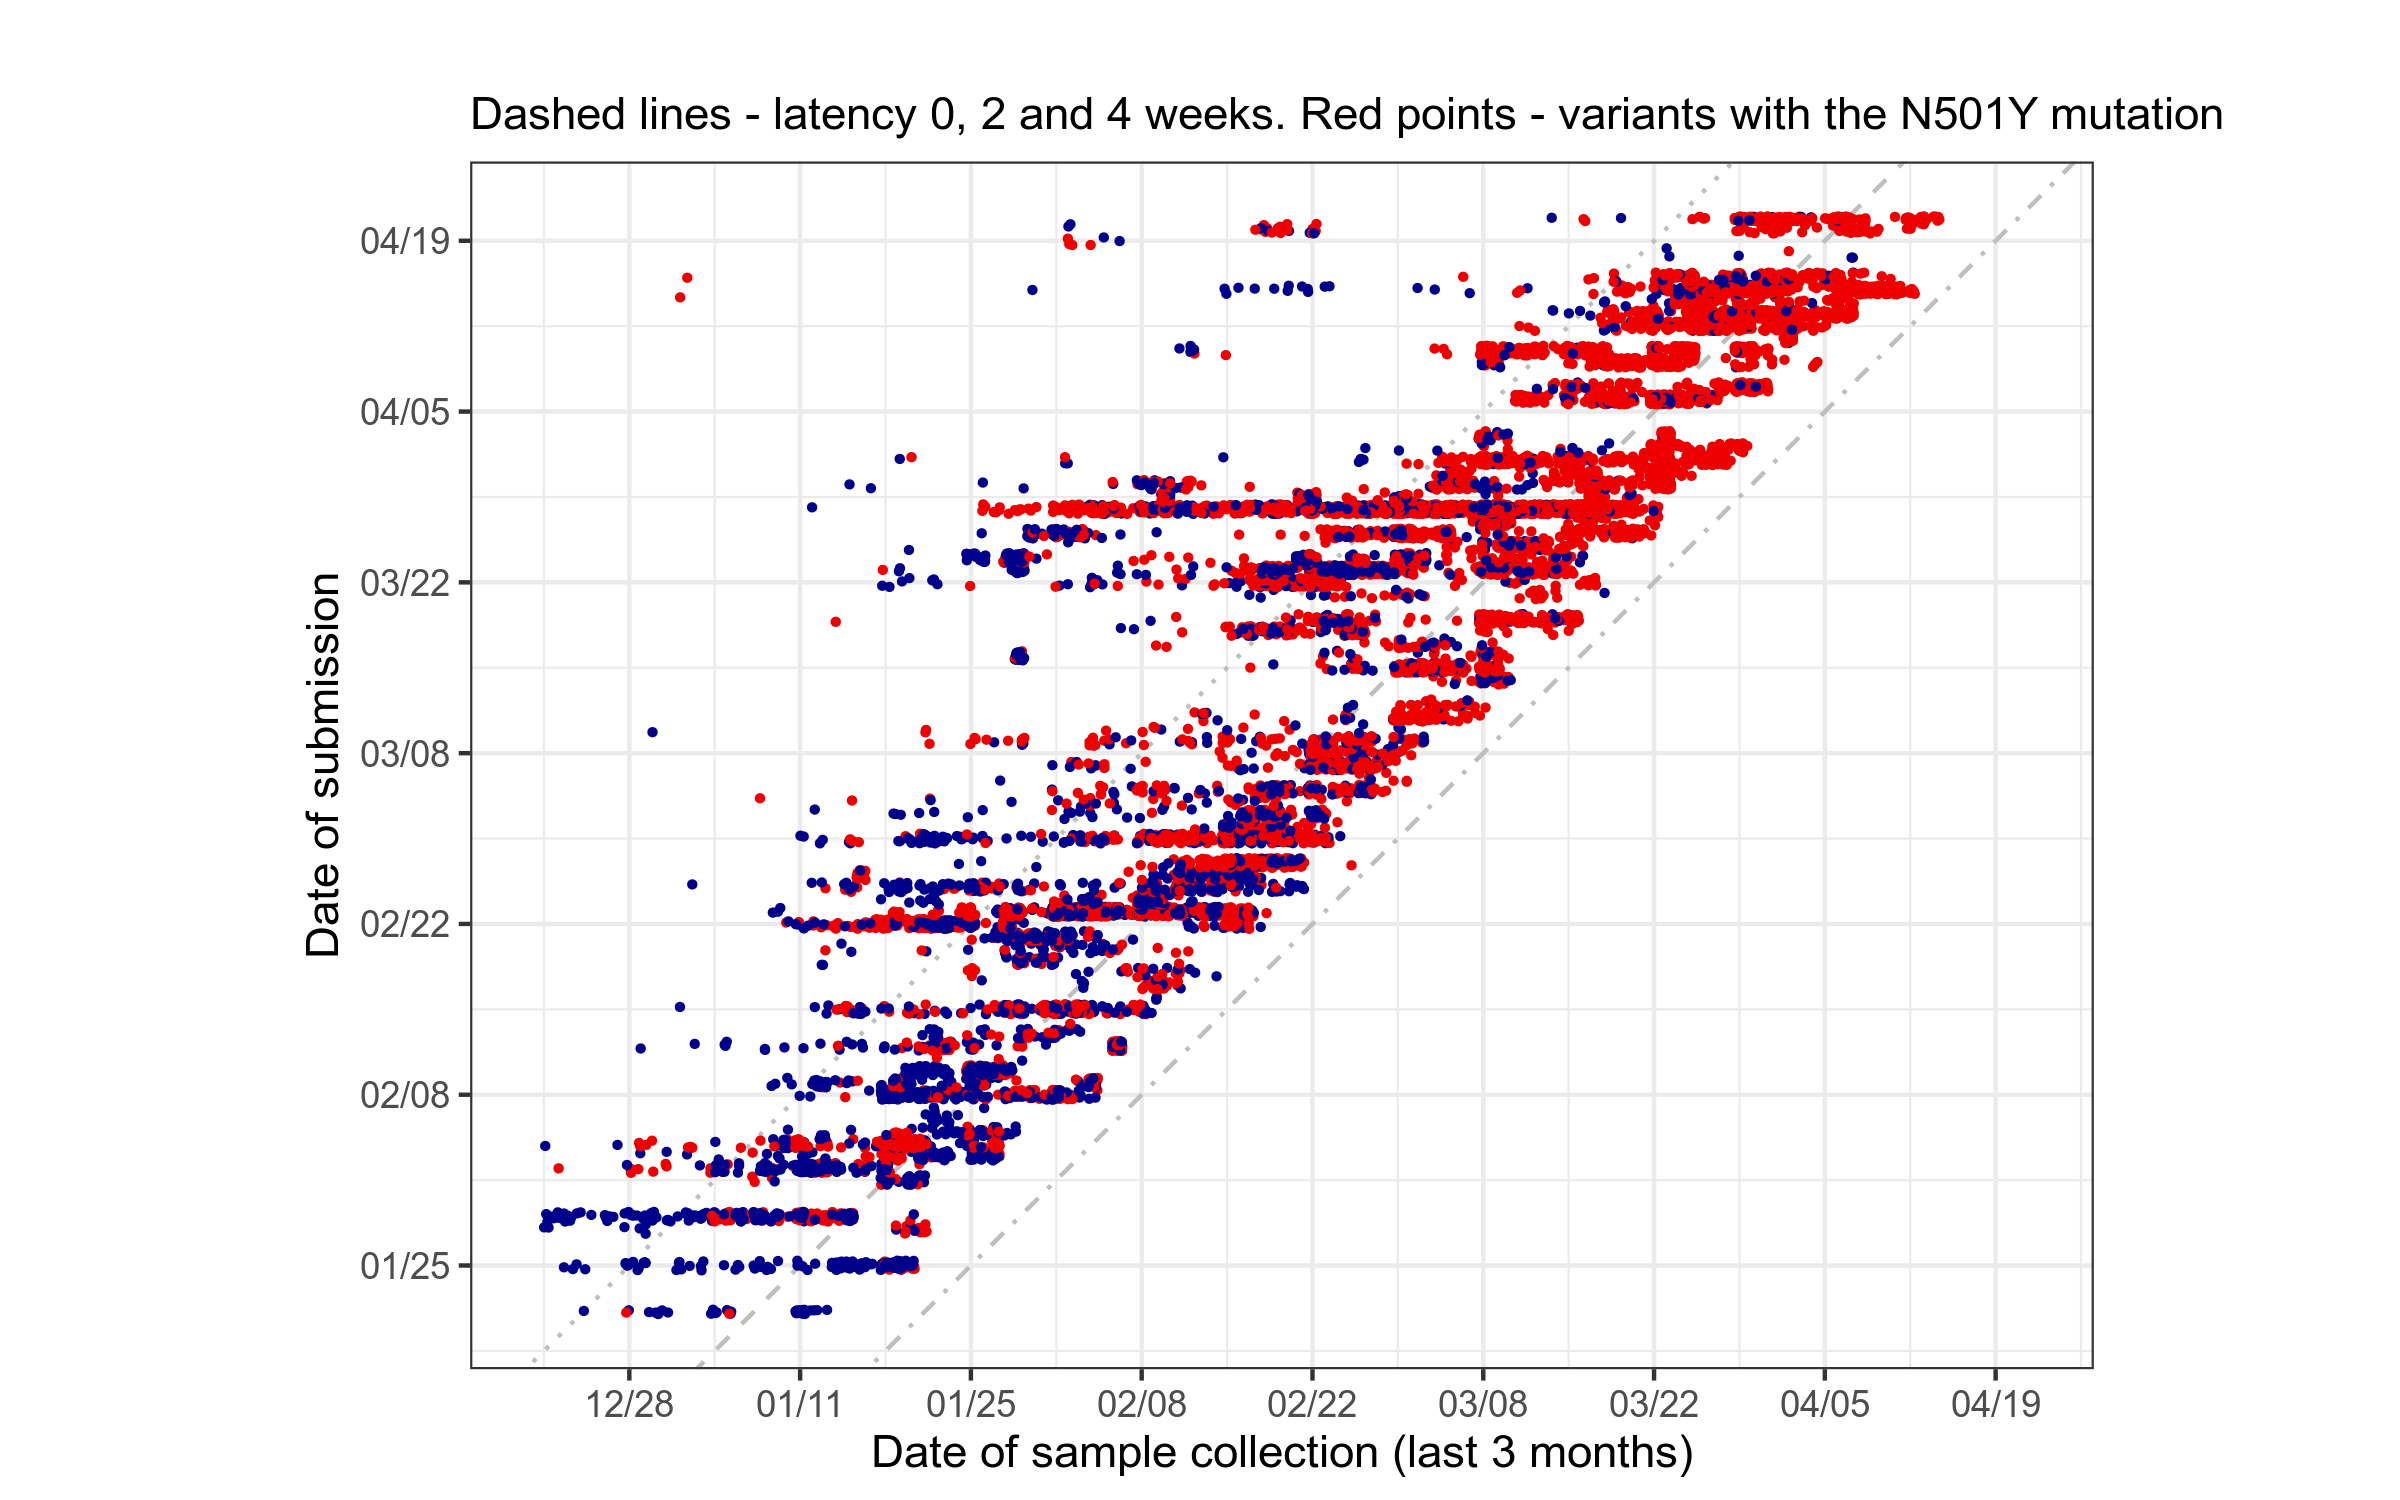 Dashed lines - latency 0, 2 and 4 weeks. Red points - variants with the N501Y mutation
Date of submission
04/19
04/05
03/22
03/08
02/22
02/08
01/25
12/28 01/11 01/25 02/08 02/22 03/08 03/22 04/05 04/19
Date of sample collection (last 3 months)